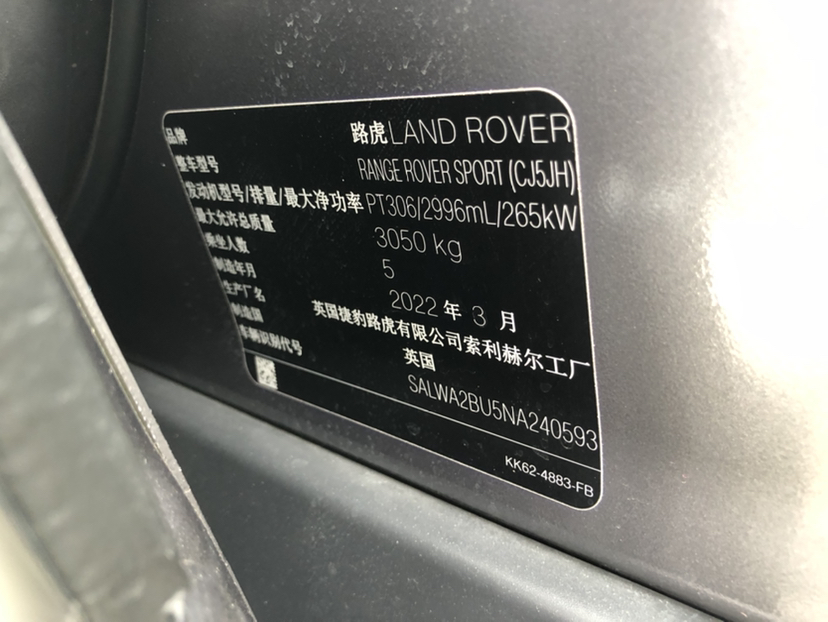 品牌 路虎LAND ROVER
整车型号 RANGE ROVER SPORT (CJ5JH)
发动机型号/排量/最大净功率 PT306/2996mL/265kW
最大允许总质量 3050 kg
乘坐人数 5
制造年月 2022 年 3 月
生产厂名 英国捷豹路虎有限公司索利赫尔工厂
制造国 英国
车辆识别代号 SALWA2BU5NA240593
KK62-4883-FB